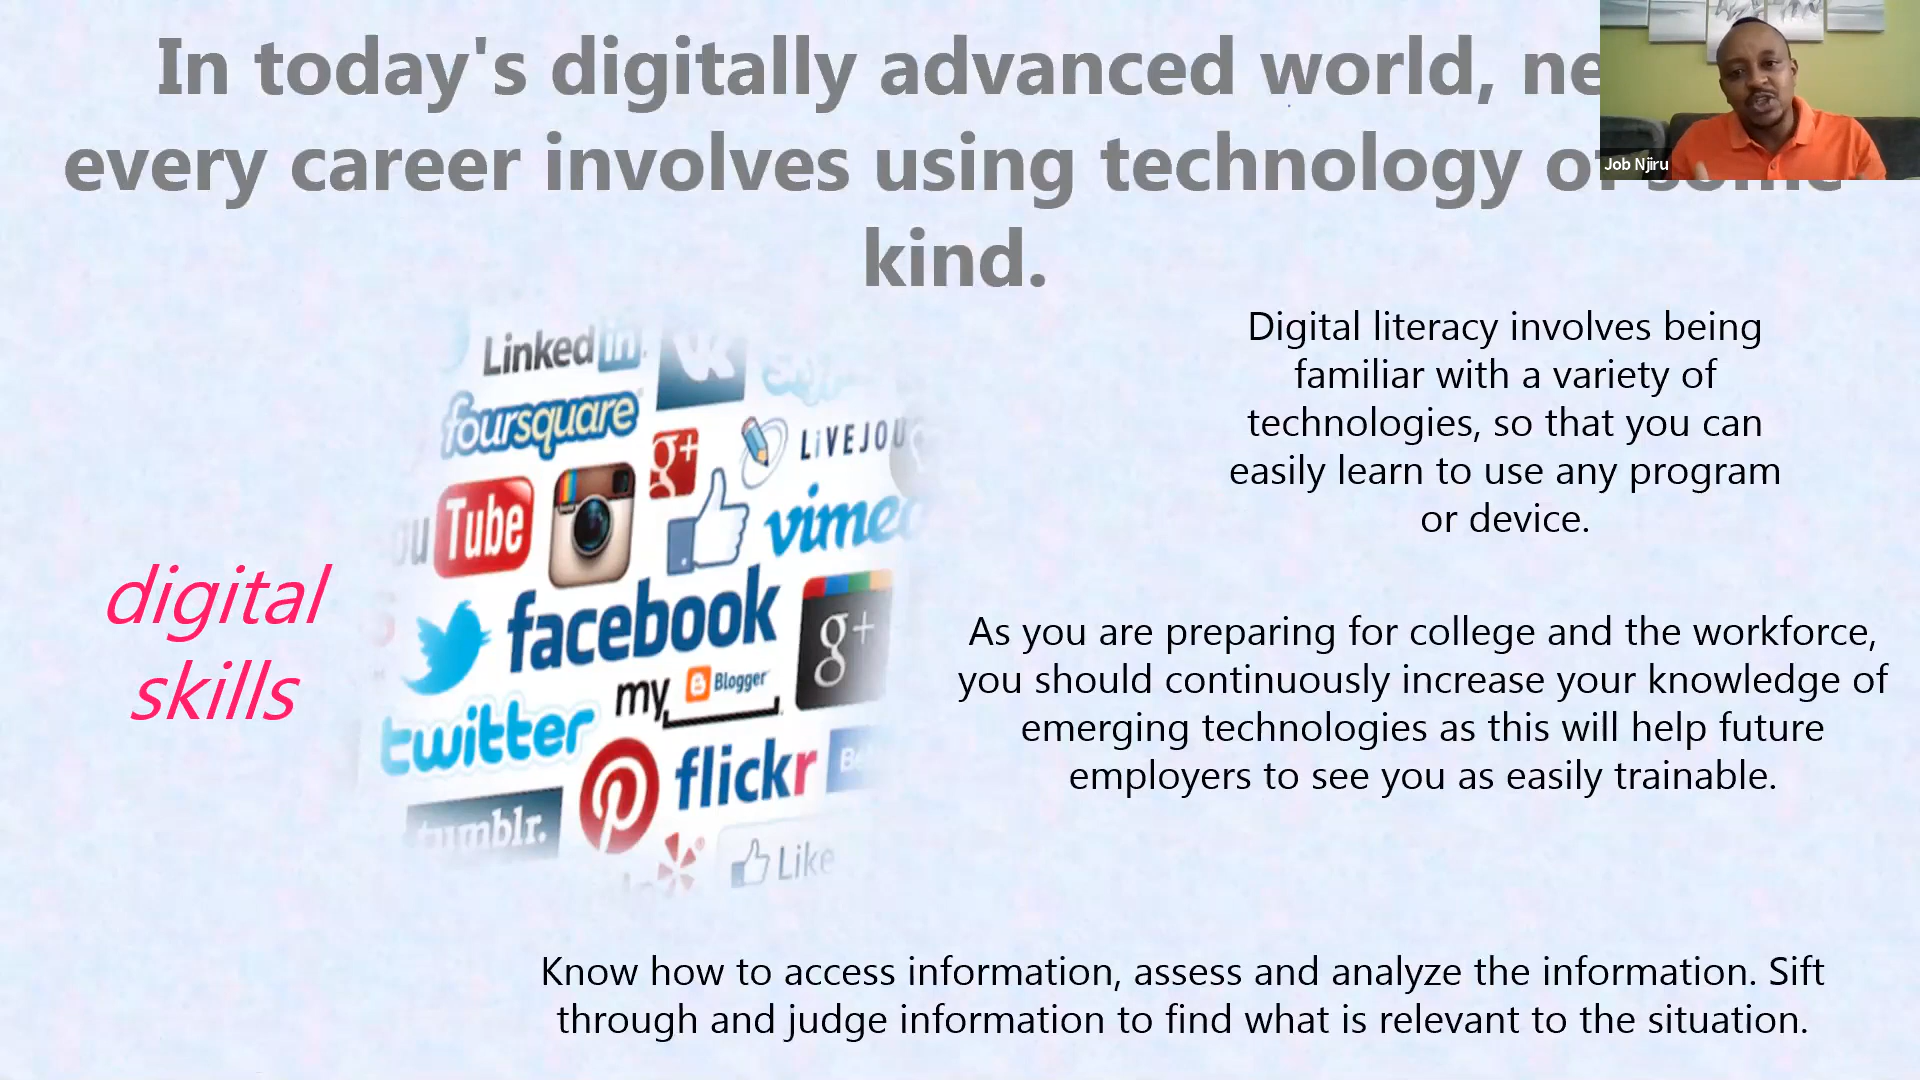 In today's digitally advanced world,
every career involves using technology of some
kind.
Job Njiru
Digital literacy involves being
familiar with a variety of
technologies, so that you can
easily learn to use any program
or device.
Linked in
foursquare
g+
LiVEJOU
Tube
vimeo
digital
skills
facebook
g+
my Blogger
twitter
flickr
tumblr.
Like
As you are preparing for college and the workforce,
you should continuously increase your knowledge of
emerging technologies as this will help future
employers to see you as easily trainable.
Know how to access information, assess and analyze the information. Sift
through and judge information to find what is relevant to the situation.